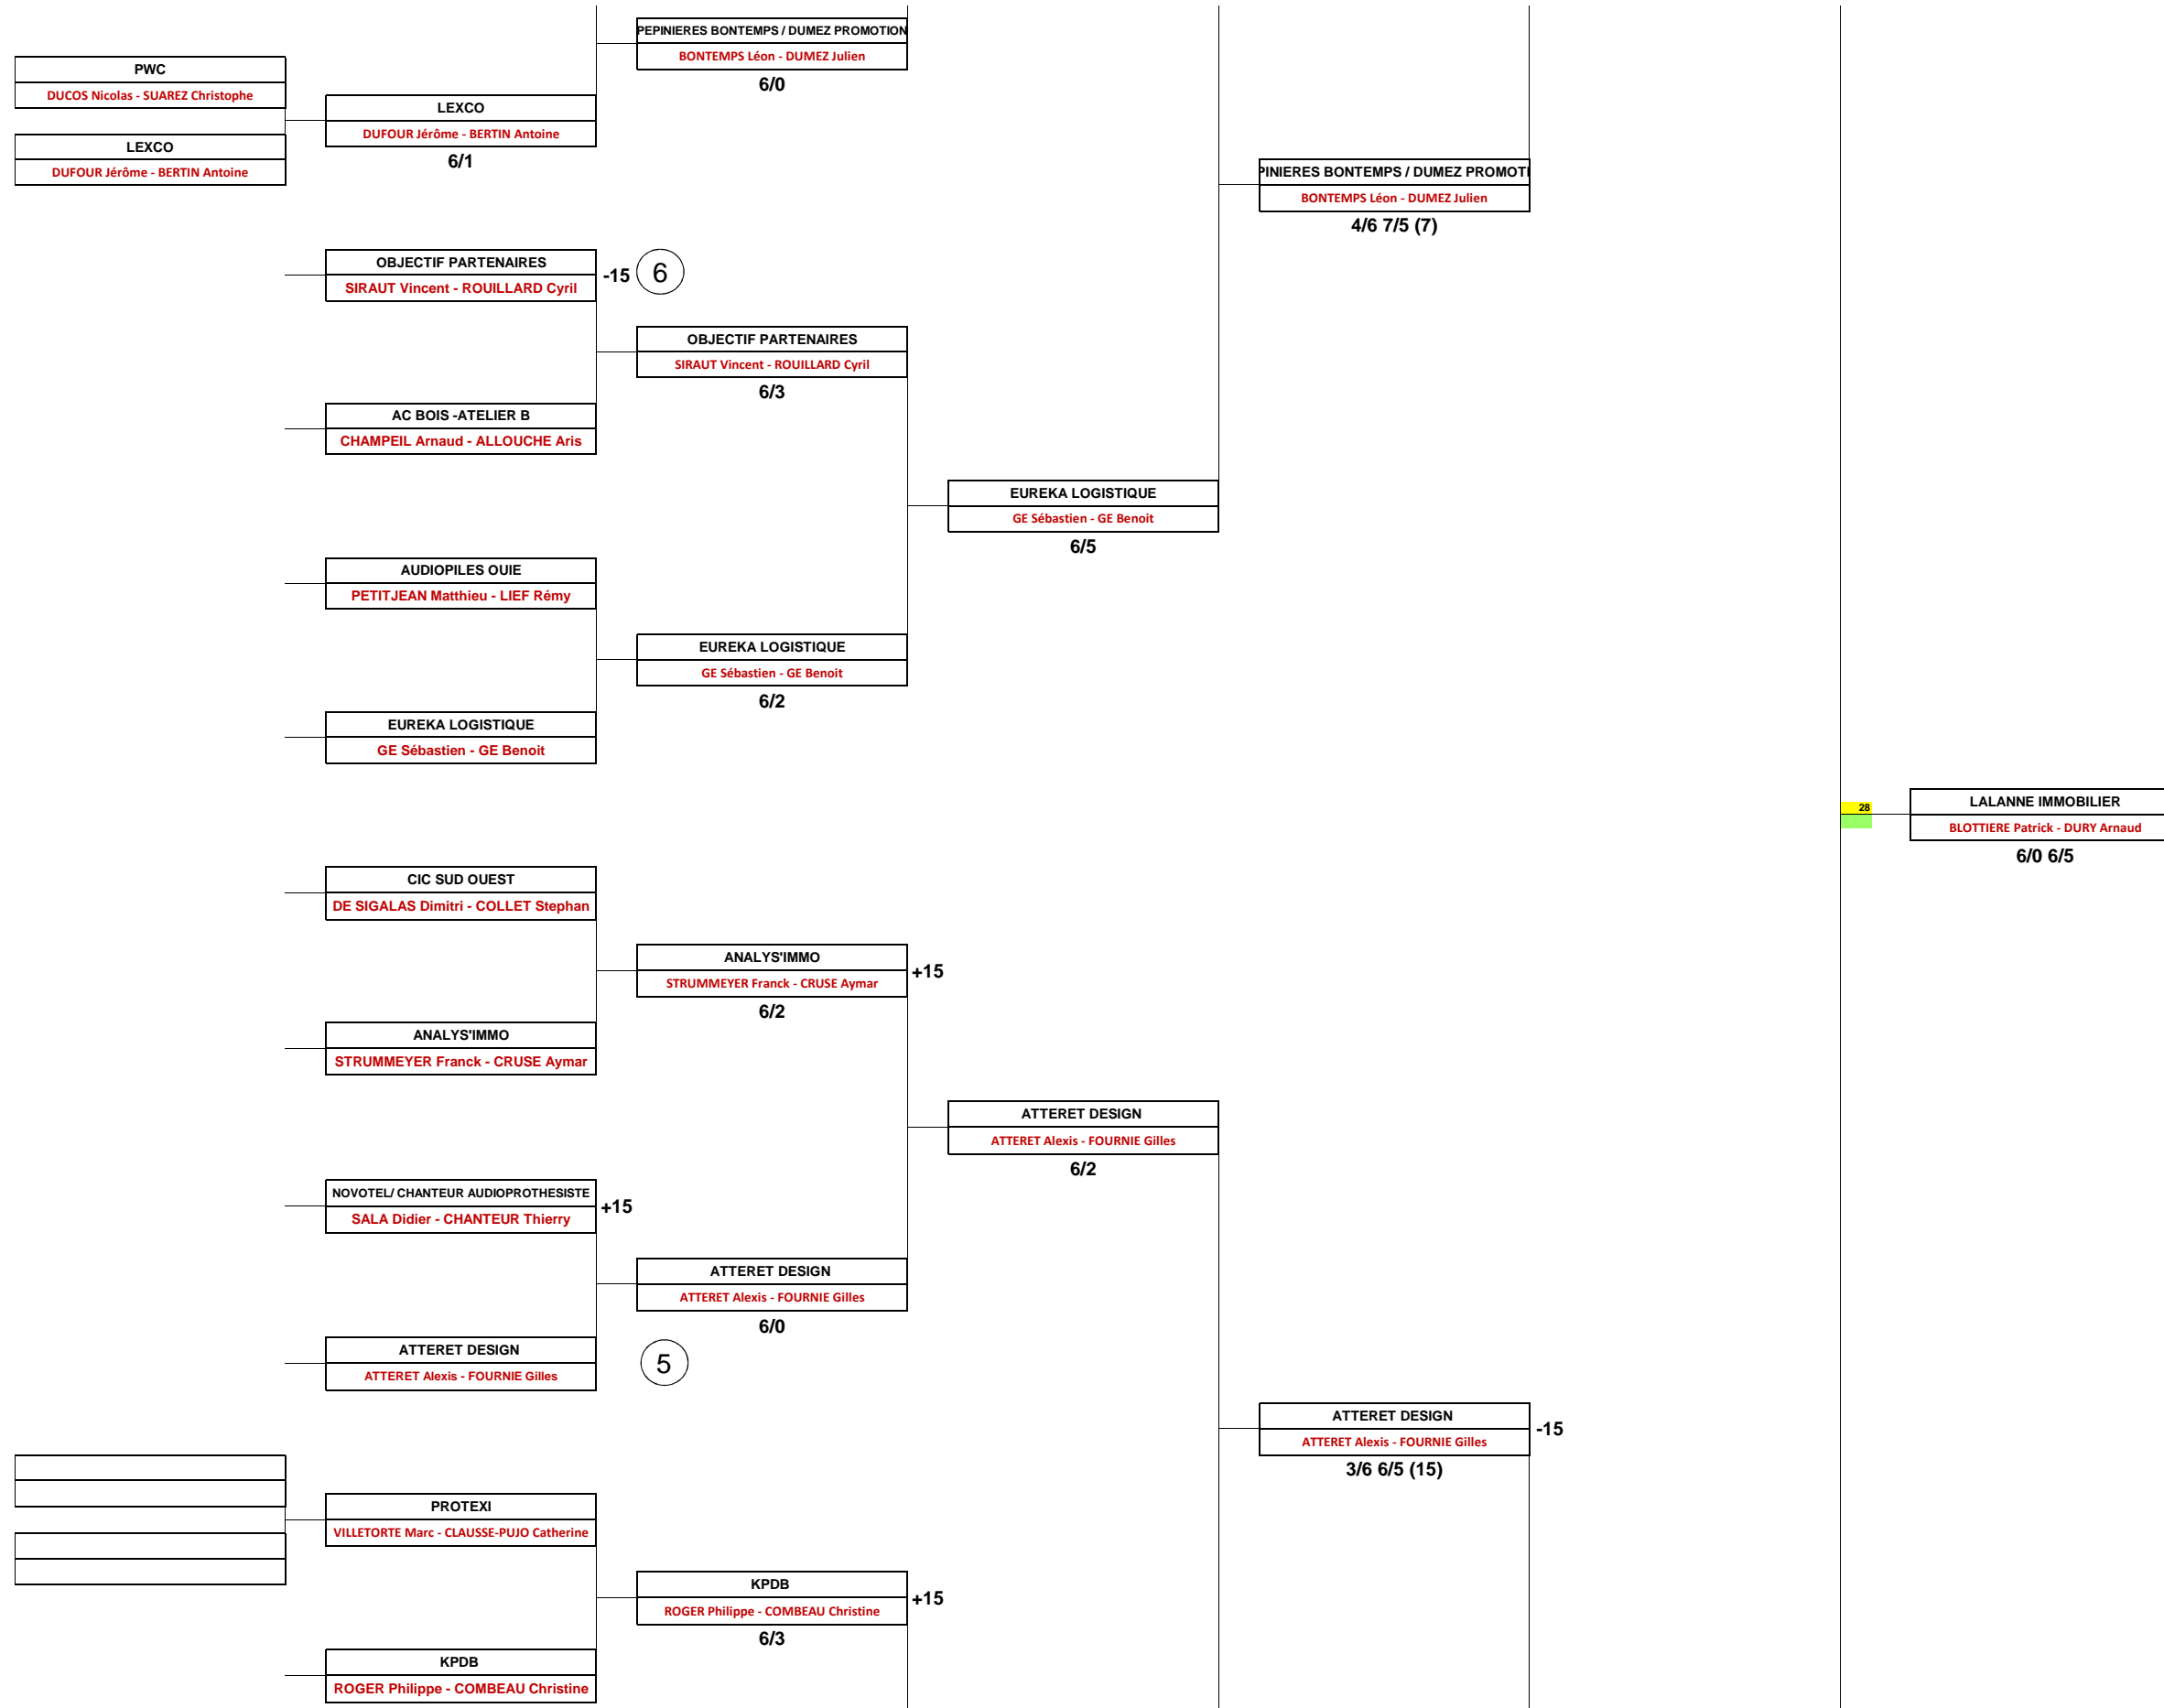 PEPINIERES BONTEMPS / DUMEZ PROMOTION
BONTEMPS Léon - DUMEZ Julien
6/0
PWC
DUCOS Nicolas - SUAREZ Christophe
LEXCO
DUFOUR Jérôme - BERTIN Antoine
6/1
LEXCO
DUFOUR Jérôme - BERTIN Antoine
PINIERES BONTEMPS / DUMEZ PROMOTI
BONTEMPS Léon - DUMEZ Julien
4/6 7/5 (7)
OBJECTIF PARTENAIRES
SIRAUT Vincent - ROUILLARD Cyril
-15
6
OBJECTIF PARTENAIRES
SIRAUT Vincent - ROUILLARD Cyril
6/3
AC BOIS -ATELIER B
CHAMPEIL Arnaud - ALLOUCHE Aris
EUREKA LOGISTIQUE
GE Sébastien - GE Benoit
6/5
AUDIOPILES OUIE
PETITJEAN Matthieu - LIEF Rémy
EUREKA LOGISTIQUE
GE Sébastien - GE Benoit
6/2
EUREKA LOGISTIQUE
GE Sébastien - GE Benoit
28
LALANNE IMMOBILIER
BLOTTIERE Patrick - DURY Arnaud
6/0 6/5
CIC SUD OUEST
DE SIGALAS Dimitri - COLLET Stephan
ANALYS'IMMO
STRUMMEYER Franck - CRUSE Aymar
+15
6/2
ANALYS'IMMO
STRUMMEYER Franck - CRUSE Aymar
ATTERET DESIGN
ATTERET Alexis - FOURNIE Gilles
6/2
NOVOTEL/ CHANTEUR AUDIOPROTHESISTE
SALA Didier - CHANTEUR Thierry
+15
ATTERET DESIGN
ATTERET Alexis - FOURNIE Gilles
6/0
ATTERET DESIGN
ATTERET Alexis - FOURNIE Gilles
5
ATTERET DESIGN
ATTERET Alexis - FOURNIE Gilles
-15
3/6 6/5 (15)
PROTEXI
VILLETORTE Marc - CLAUSSE-PUJO Catherine
KPDB
ROGER Philippe - COMBEAU Christine
+15
6/3
KPDB
ROGER Philippe - COMBEAU Christine